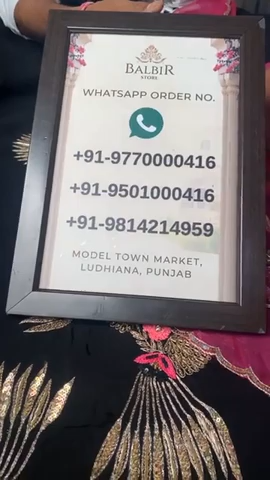 BALBIR
STORE
WHATSAPP ORDER NO.
+91-9770000416
+91-9501000416
+91-9814214959
MODEL TOWN MARKET,
LUDHIANA, PUNJAB